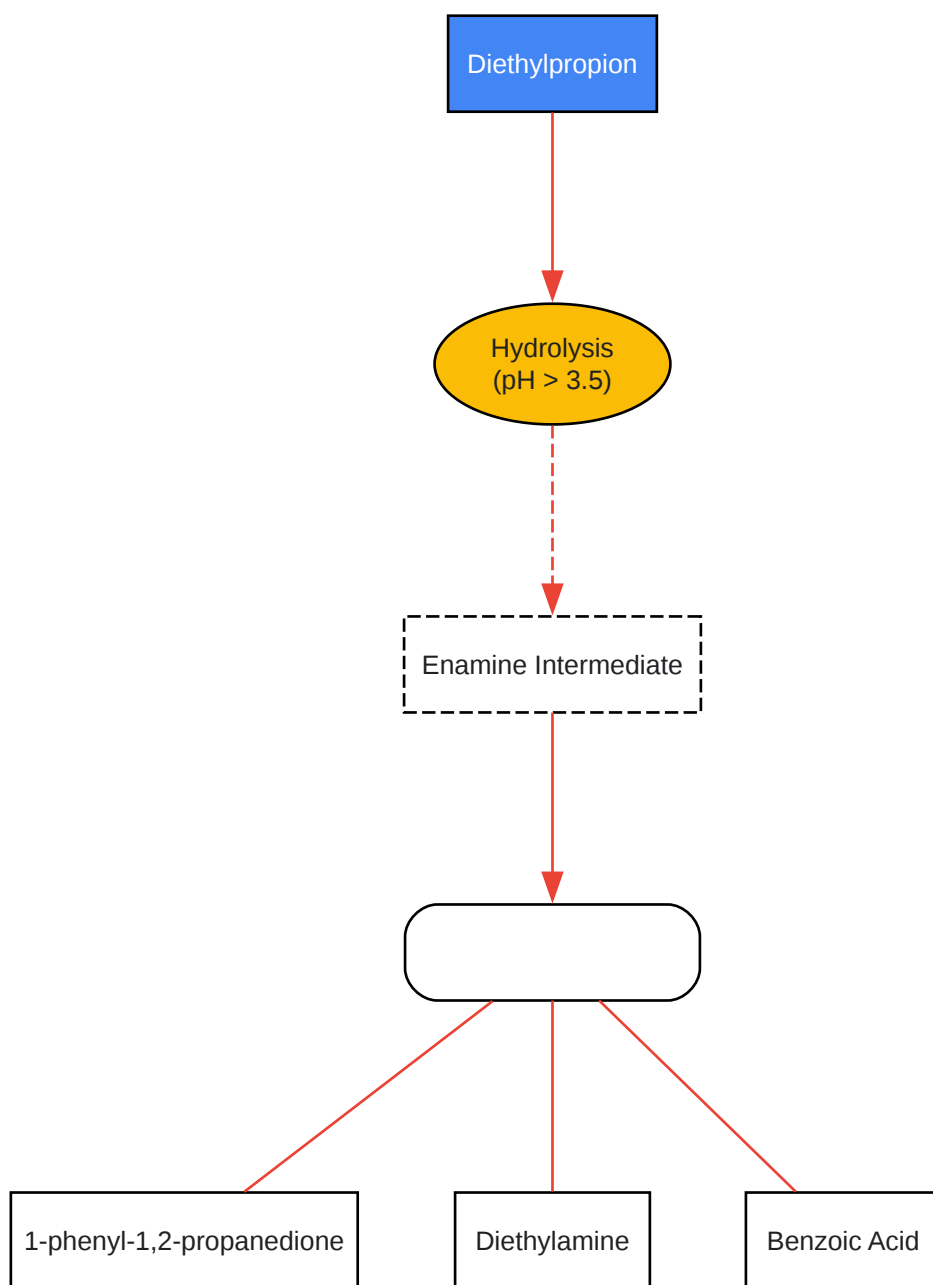 Diethylpropion
Hydrolysis
(pH > 3.5)
Enamine Intermediate
1-phenyl-1,2-propanedione
Diethylamine
Benzoic Acid